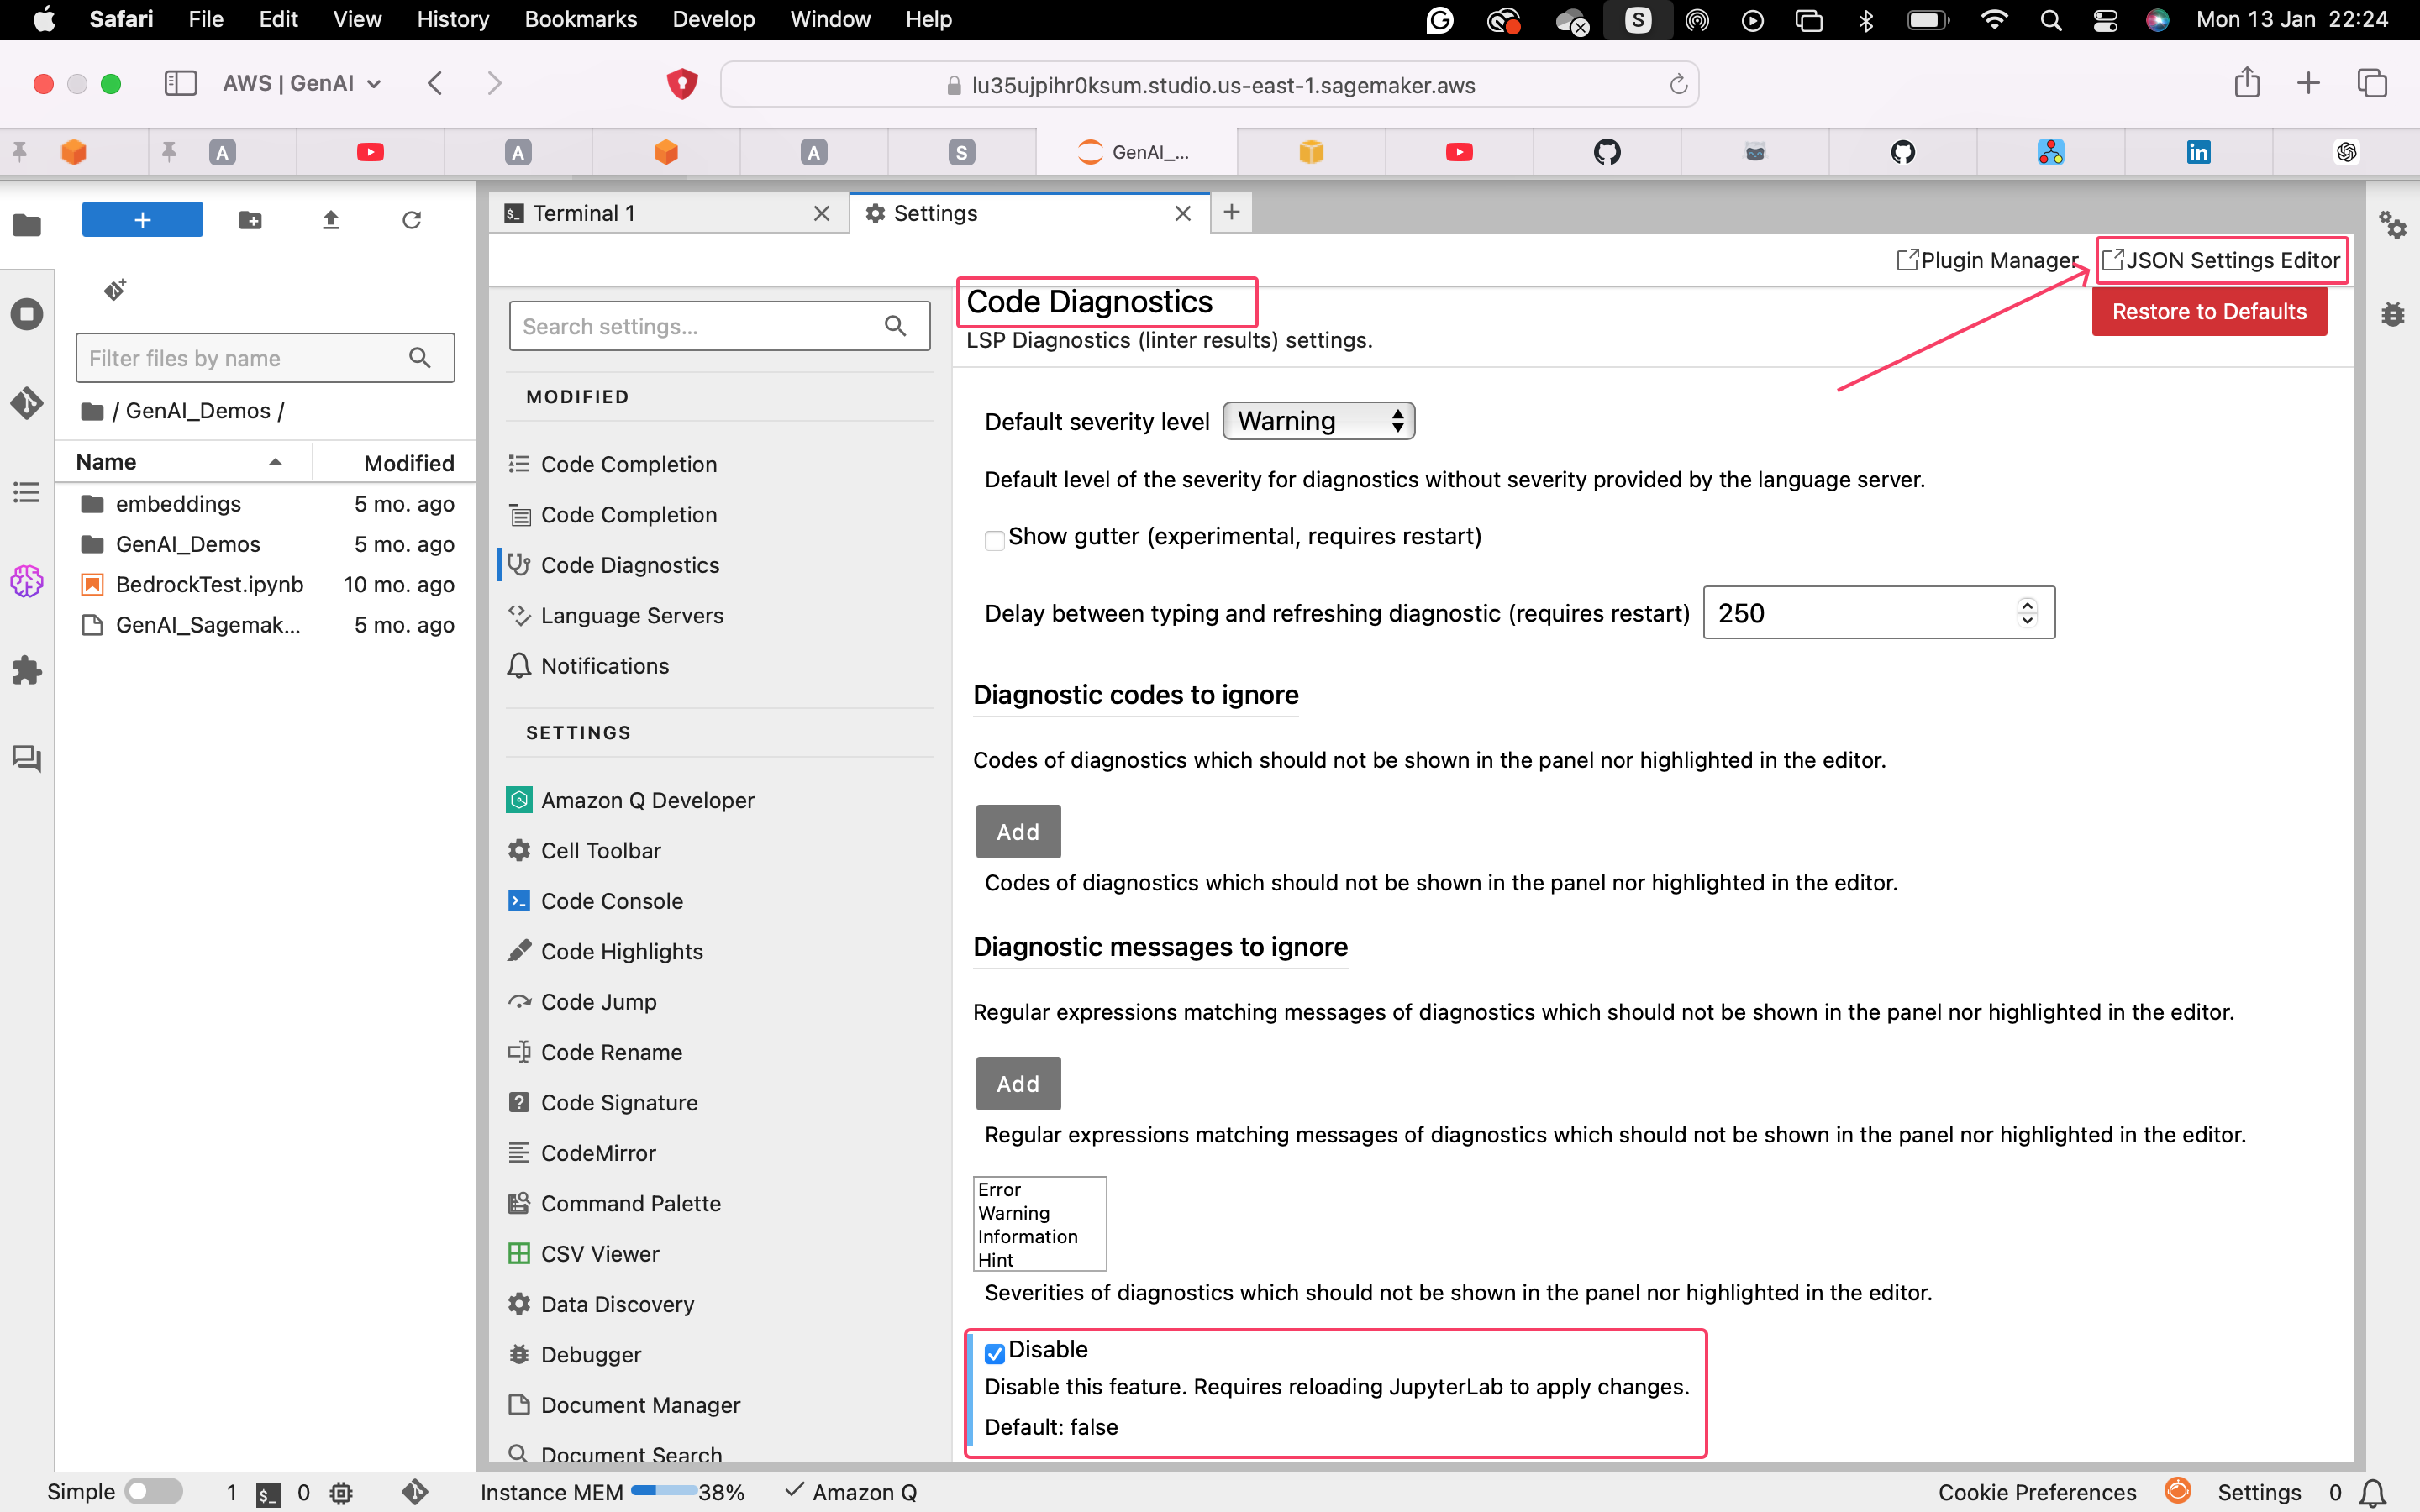 Safari File Edit View History Bookmarks Develop Window Help S Mon 13 Jan 22:24
AWS | GenAI lu35ujpihr0ksum.studio.us-east-1.sagemaker.aws
A A A S GenAI_... in
+
Filter files by name
/ GenAI_Demos /
Name Modified
embeddings 5 mo. ago
GenAI_Demos 5 mo. ago
BedrockTest.ipynb 10 mo. ago
GenAI_Sagemak... 5 mo. ago
Terminal 1 Settings
Plugin Manager JSON Settings Editor
Search settings...
MODIFIED
Code Completion
Code Completion
Code Diagnostics
Language Servers
Notifications
SETTINGS
Amazon Q Developer
Cell Toolbar
Code Console
Code Highlights
Code Jump
Code Rename
Code Signature
CodeMirror
Command Palette
CSV Viewer
Data Discovery
Debugger
Document Manager
Document Search
Code Diagnostics
Restore to Defaults
LSP Diagnostics (linter results) settings.
Default severity level Warning
Default level of the severity for diagnostics without severity provided by the language server.
Show gutter (experimental, requires restart)
Delay between typing and refreshing diagnostic (requires restart) 250
Diagnostic codes to ignore
Codes of diagnostics which should not be shown in the panel nor highlighted in the editor.
Add
Codes of diagnostics which should not be shown in the panel nor highlighted in the editor.
Diagnostic messages to ignore
Regular expressions matching messages of diagnostics which should not be shown in the panel nor highlighted in the editor.
Add
Regular expressions matching messages of diagnostics which should not be shown in the panel nor highlighted in the editor.
Error
Warning
Information
Hint
Severities of diagnostics which should not be shown in the panel nor highlighted in the editor.
Disable
Disable this feature. Requires reloading JupyterLab to apply changes.
Default: false
Simple 1 $_ 0 Instance MEM 38% Amazon Q Cookie Preferences Settings 0